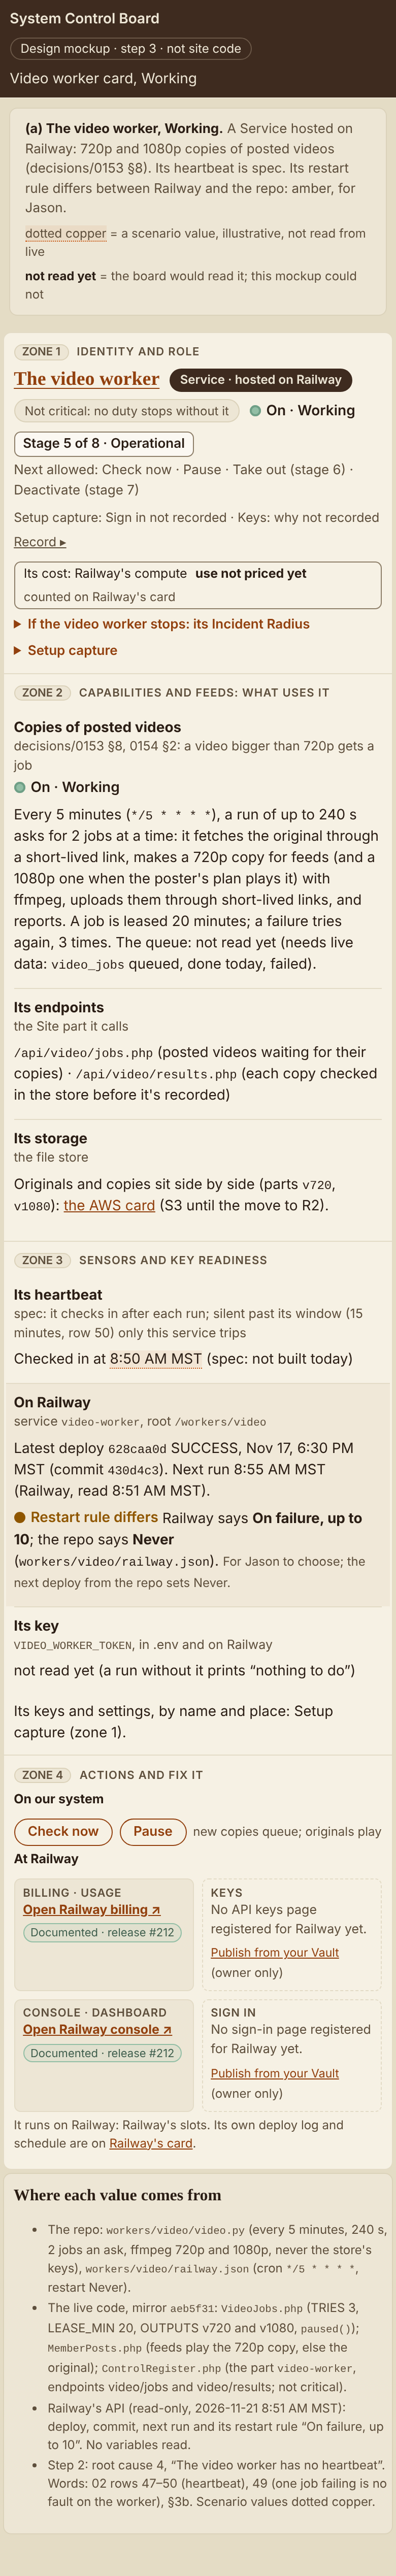 System Control Board
Design mockup · step 3 · not site code
Video worker card, Working
(a) The video worker, Working. A Service hosted on
Railway: 720p and 1080p copies of posted videos
(decisions/0153 §8). Its heartbeat is spec. Its restart
rule differs between Railway and the repo: amber, for
Jason.
dotted copper = a scenario value, illustrative, not read from
live
not read yet = the board would read it; this mockup could
not
ZONE 1 IDENTITY AND ROLE
The video worker Service · hosted on Railway
Not critical: no duty stops without it On · Working
Stage 5 of 8 · Operational
Next allowed: Check now · Pause · Take out (stage 6) ·
Deactivate (stage 7)
Setup capture: Sign in not recorded · Keys: why not recorded
Record ▸
Its cost: Railway's compute use not priced yet
counted on Railway's card
▶ If the video worker stops: its Incident Radius
▶ Setup capture
ZONE 2 CAPABILITIES AND FEEDS: WHAT USES IT
Copies of posted videos
decisions/0153 §8, 0154 §2: a video bigger than 720p gets a
job
On · Working
Every 5 minutes (*/5 * * * *), a run of up to 240 s
asks for 2 jobs at a time: it fetches the original through
a short-lived link, makes a 720p copy for feeds (and a
1080p one when the poster's plan plays it) with
ffmpeg, uploads them through short-lived links, and
reports. A job is leased 20 minutes; a failure tries
again, 3 times. The queue: not read yet (needs live
data: video_jobs queued, done today, failed).
Its endpoints
the Site part it calls
/api/video/jobs.php (posted videos waiting for their
copies) · /api/video/results.php (each copy checked
in the store before it's recorded)
Its storage
the file store
Originals and copies sit side by side (parts v720,
v1080): the AWS card (S3 until the move to R2).
ZONE 3 SENSORS AND KEY READINESS
Its heartbeat
spec: it checks in after each run; silent past its window (15
minutes, row 50) only this service trips
Checked in at 8:50 AM MST (spec: not built today)
On Railway
service video-worker, root /workers/video
Latest deploy 628caa0d SUCCESS, Nov 17, 6:30 PM
MST (commit 430d4c3). Next run 8:55 AM MST
(Railway, read 8:51 AM MST).
Restart rule differs Railway says On failure, up to
10; the repo says Never
(workers/video/railway.json). For Jason to choose; the
next deploy from the repo sets Never.
Its key
VIDEO_WORKER_TOKEN, in .env and on Railway
not read yet (a run without it prints “nothing to do”)
Its keys and settings, by name and place: Setup
capture (zone 1).
ZONE 4 ACTIONS AND FIX IT
On our system
Check now Pause new copies queue; originals play
At Railway
BILLING · USAGE
Open Railway billing ↗
Documented · release #212
KEYS
No API keys page
registered for Railway yet.
Publish from your Vault
(owner only)
CONSOLE · DASHBOARD
Open Railway console ↗
Documented · release #212
SIGN IN
No sign-in page registered
for Railway yet.
Publish from your Vault
(owner only)
It runs on Railway: Railway's slots. Its own deploy log and
schedule are on Railway's card.
Where each value comes from
• The repo: workers/video/video.py (every 5 minutes, 240 s,
2 jobs an ask, ffmpeg 720p and 1080p, never the store's
keys), workers/video/railway.json (cron */5 * * * *,
restart Never).
• The live code, mirror aeb5f31: VideoJobs.php (TRIES 3,
LEASE_MIN 20, OUTPUTS v720 and v1080, paused());
MemberPosts.php (feeds play the 720p copy, else the
original); ControlRegister.php (the part video-worker,
endpoints video/jobs and video/results; not critical).
• Railway's API (read-only, 2026-11-21 8:51 AM MST):
deploy, commit, next run and its restart rule “On failure, up
to 10”. No variables read.
• Step 2: root cause 4, “The video worker has no heartbeat”.
Words: 02 rows 47–50 (heartbeat), 49 (one job failing is no
fault on the worker), §3b. Scenario values dotted copper.